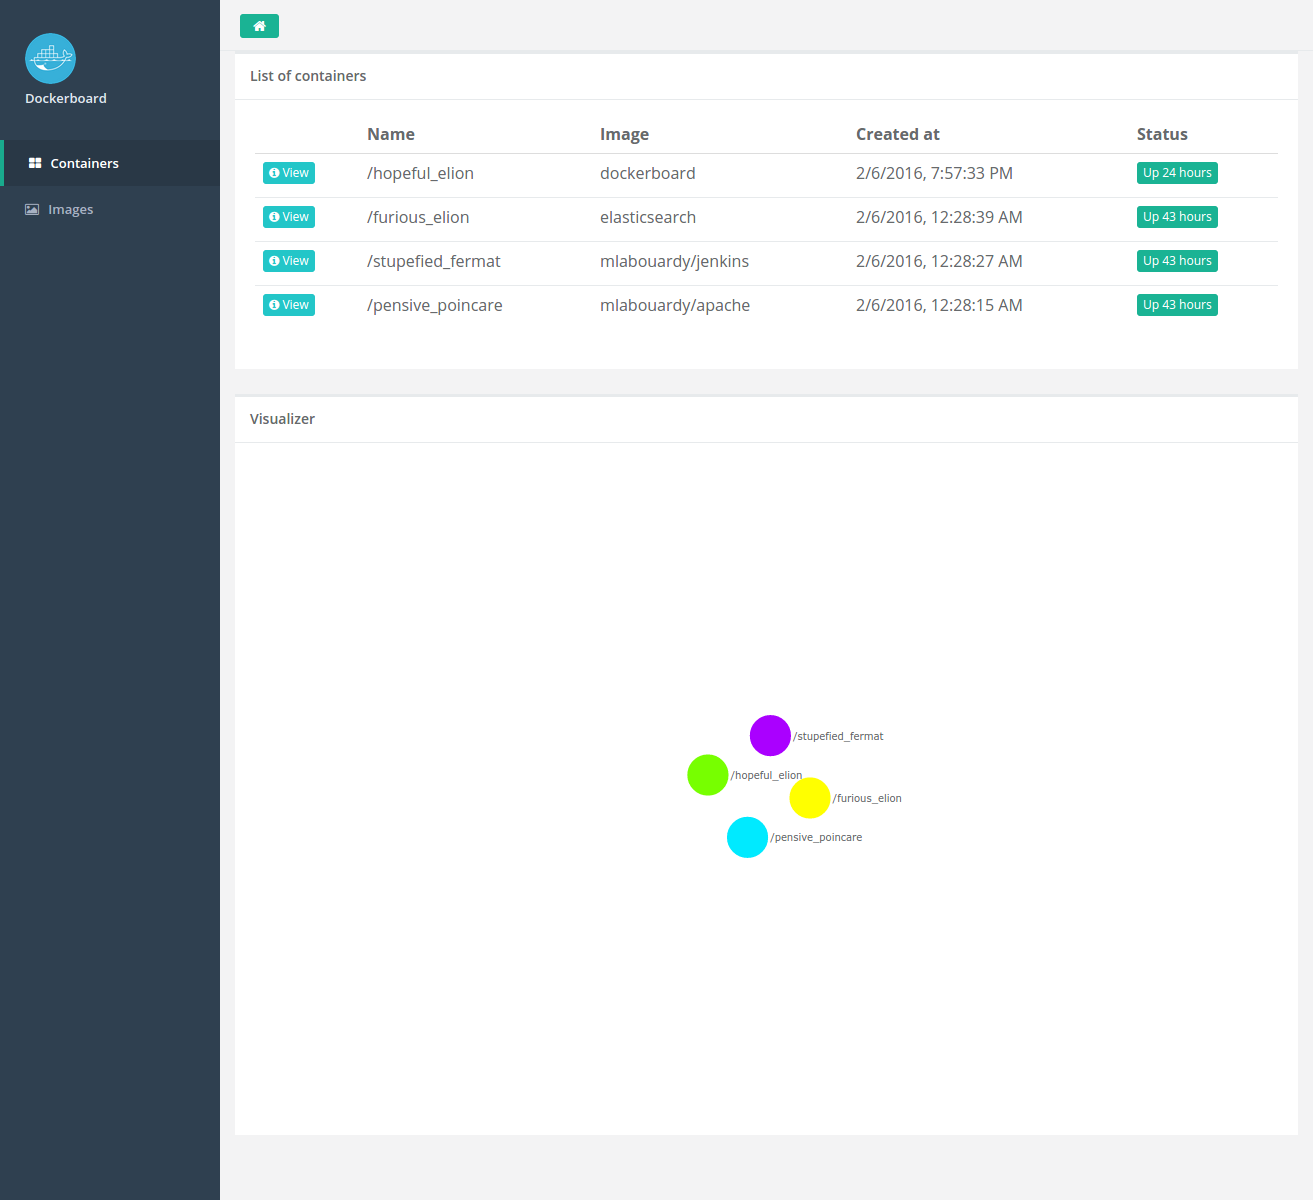 Dockerboard
Containers
Images
List of containers
Name Image Created at Status
View /hopeful_elion dockerboard 2/6/2016, 7:57:33 PM Up 24 hours
View /furious_elion elasticsearch 2/6/2016, 12:28:39 AM Up 43 hours
View /stupefied_fermat mlabouardy/jenkins 2/6/2016, 12:28:27 AM Up 43 hours
View /pensive_poincare mlabouardy/apache 2/6/2016, 12:28:15 AM Up 43 hours
Visualizer
/stupefied_fermat
/hopeful_elion
/furious_elion
/pensive_poincare